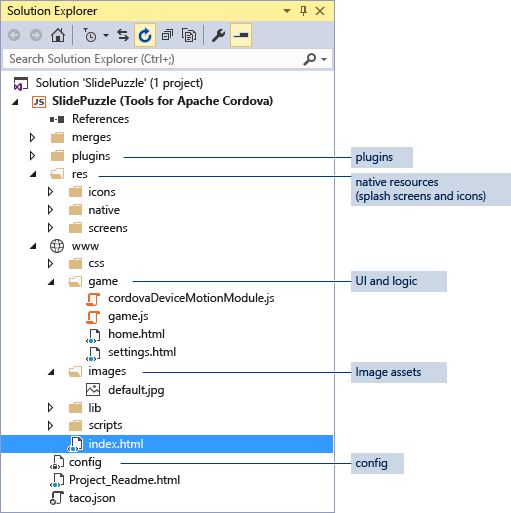 Solution Explorer
Search Solution Explorer (Ctrl+;)
Solution 'SlidePuzzle' (1 project)
JS SlidePuzzle (Tools for Apache Cordova)
References
merges
plugins
plugins
res
native resources
(splash screens and icons)
icons
native
screens
www
css
game
UI and logic
cordovaDeviceMotionModule.js
game.js
home.html
settings.html
images
Image assets
default.jpg
lib
scripts
index.html
config
config
Project_Readme.html
taco.json